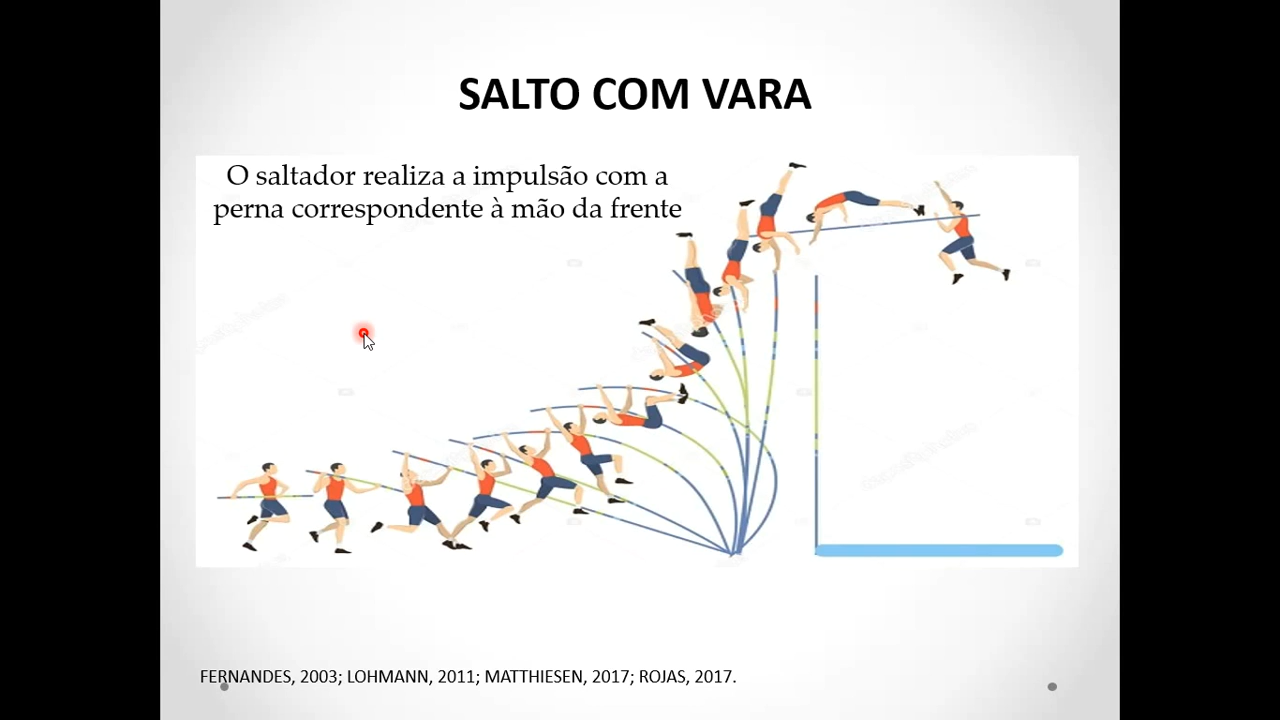 SALTO COM VARA
O saltador realiza a impulsão com a
perna correspondente à mão da frente
FERNANDES, 2003; LOHMANN, 2011; MATTHIESEN, 2017; ROJAS, 2017.